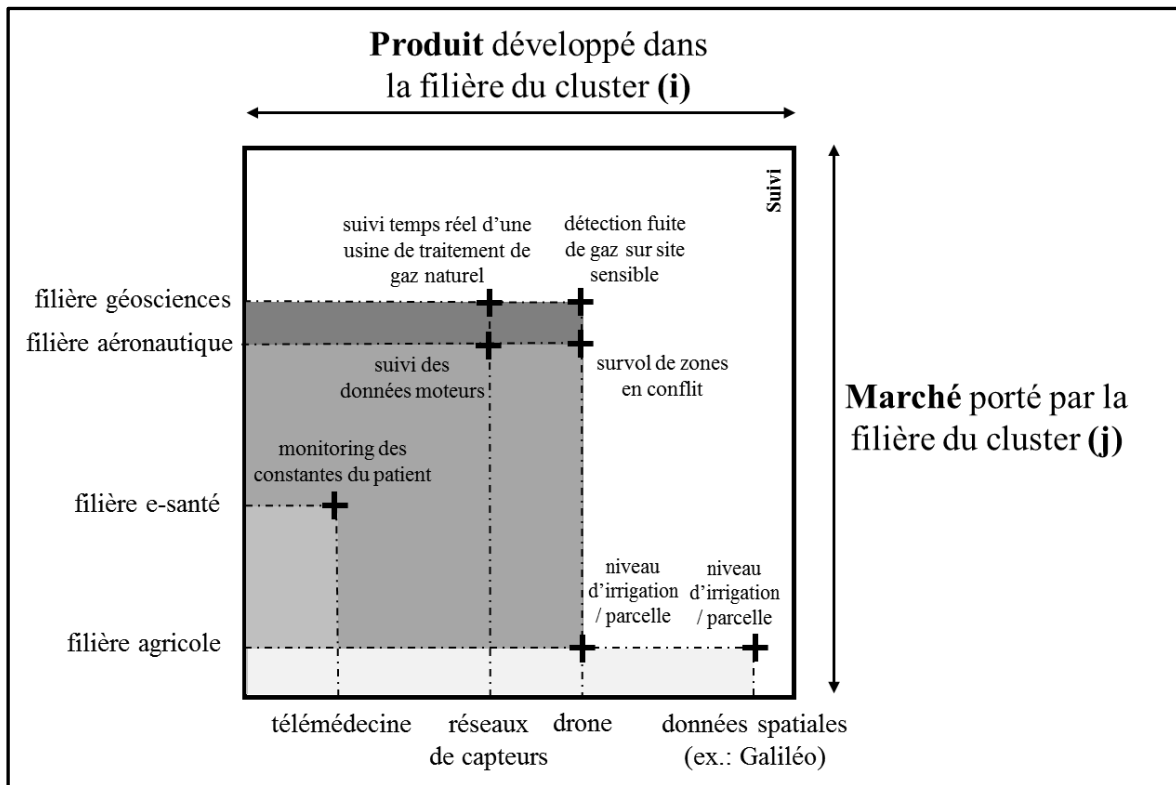 Produit développé dans
la filière du cluster (i)
Suivi
suivi temps réel d’une
usine de traitement de
gaz naturel
détection fuite
de gaz sur site
sensible
filière géosciences
filière aéronautique
suivi des
données moteurs
survol de zones
en conflit
Marché porté par la
filière du cluster (j)
monitoring des
constantes du patient
filière e-santé
niveau
d’irrigation
/ parcelle
niveau
d’irrigation
/ parcelle
filière agricole
télémédecine
réseaux
de capteurs
drone
données spatiales
(ex.: Galiléo)